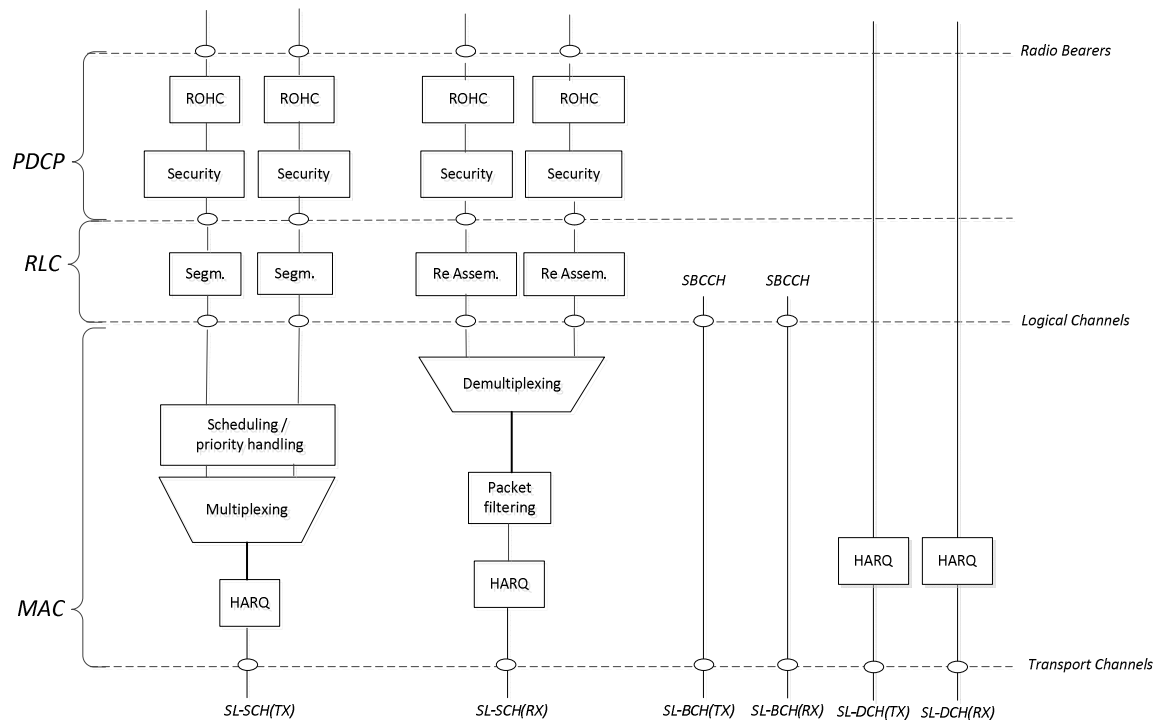 Radio Bearers
ROHC ROHC ROHC ROHC
PDCP
Security Security Security Security
RLC
Segm. Segm. Re Assem. Re Assem.
SBCCH SBCCH
Logical Channels
Demultiplexing
Scheduling /
priority handling
Packet
filtering
Multiplexing
HARQ HARQ
HARQ
HARQ
MAC
Transport Channels
SL-SCH(TX) SL-SCH(RX) SL-BCH(TX) SL-BCH(RX) SL-DCH(TX) SL-DCH(RX)